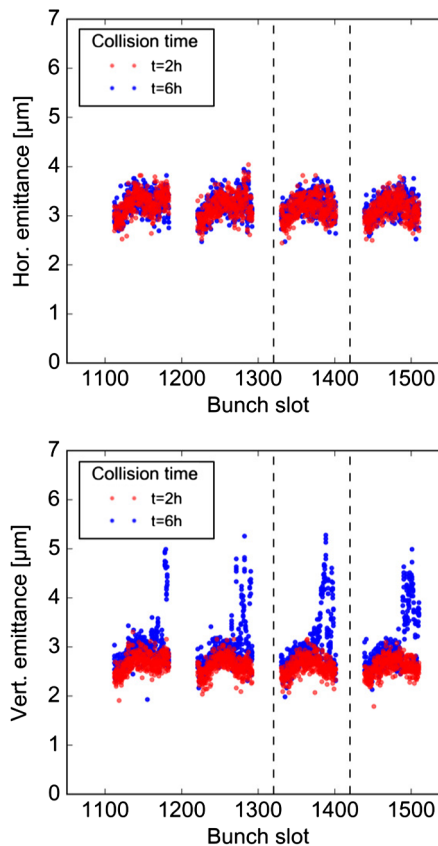 7
6
5
4
3
2
1
0
Hor. emittance [μm]
Collision time
t=2h
t=6h
1100 1200 1300 1400 1500
Bunch slot
7
6
5
4
3
2
1
0
Vert. emittance [μm]
Collision time
t=2h
t=6h
1100 1200 1300 1400 1500
Bunch slot